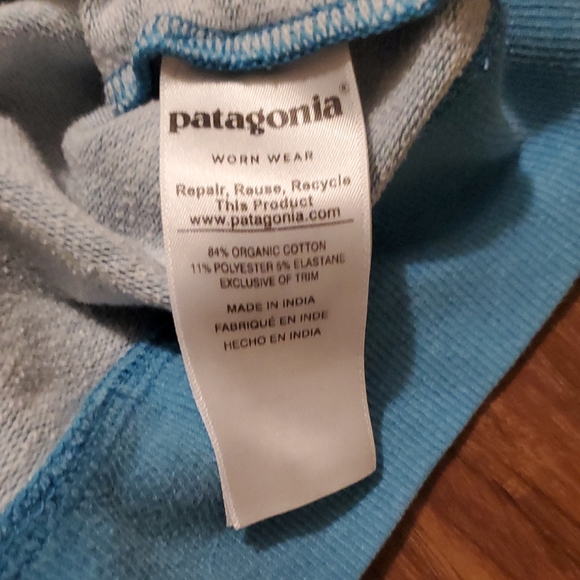 patagonia®
WORN WEAR
Repair, Reuse, Recycle
This Product
www.patagonia.com
84% ORGANIC COTTON
11% POLYESTER 5% ELASTANE
EXCLUSIVE OF TRIM
MADE IN INDIA
FABRIQUÉ EN INDE
HECHO EN INDIA